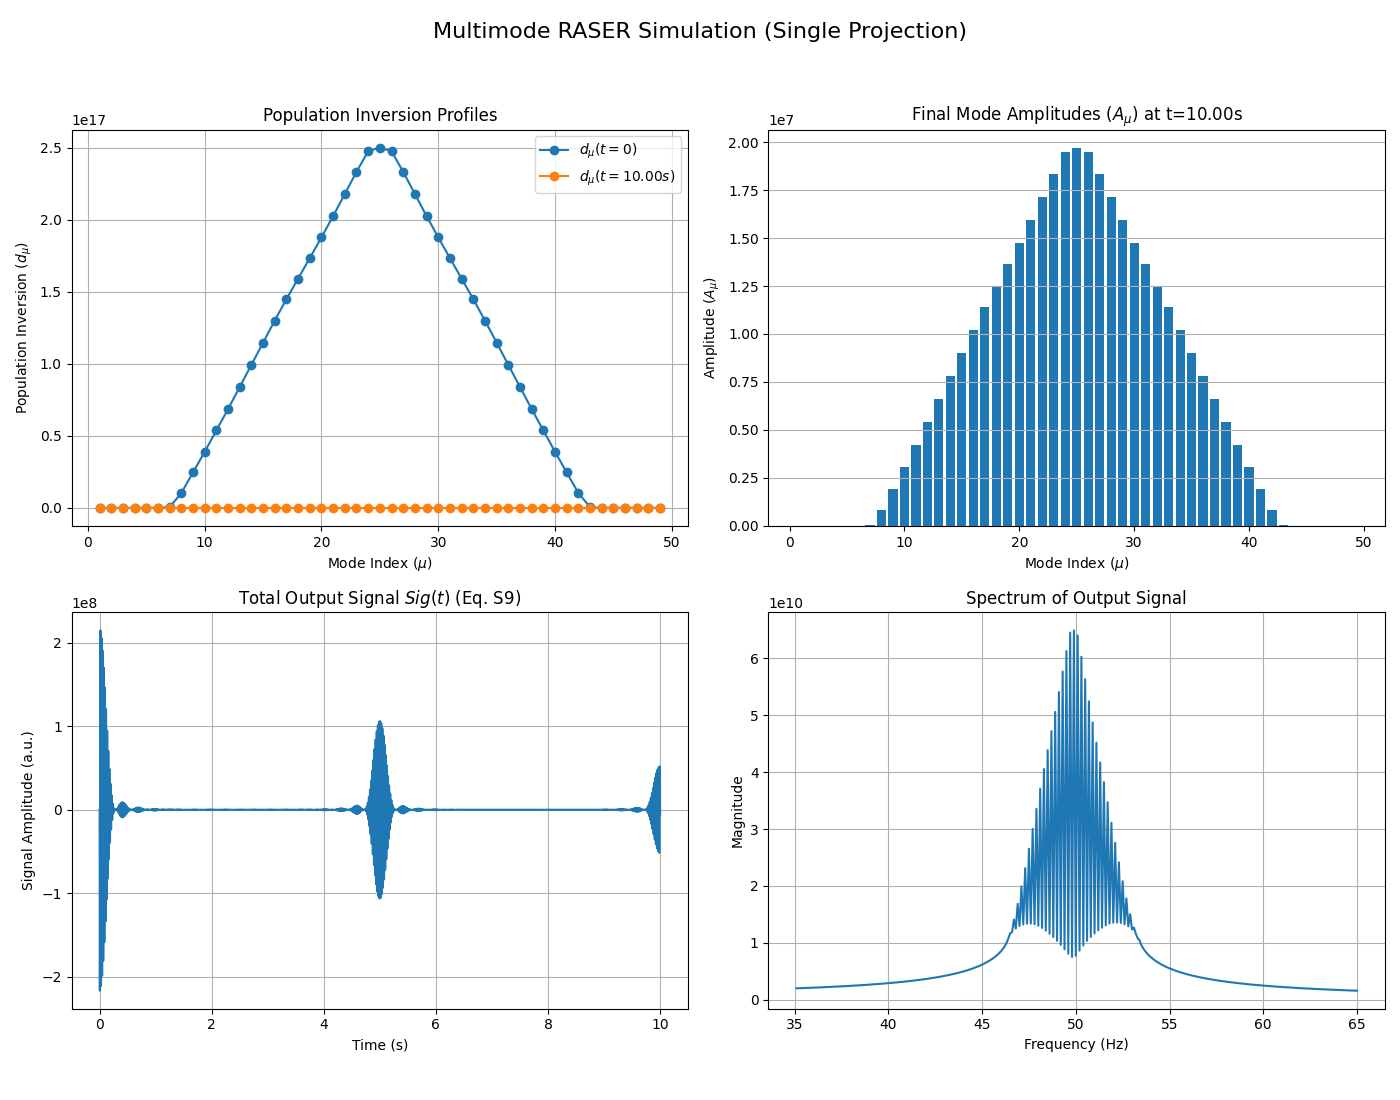 Multimode RASER Simulation (Single Projection)
Population Inversion Profiles
1e17
2.5
2.0
1.5
1.0
0.5
0.0
Population Inversion (dμ)
dμ(t = 0)
dμ(t = 10.00s)
0 10 20 30 40 50
Mode Index (μ)
Final Mode Amplitudes (Aμ) at t=10.00s
1e7
2.00
1.75
1.50
1.25
1.00
0.75
0.50
0.25
0.00
Amplitude (Aμ)
0 10 20 30 40 50
Mode Index (μ)
Total Output Signal Sig(t) (Eq. S9)
1e8
2
1
0
−1
−2
Signal Amplitude (a.u.)
0 2 4 6 8 10
Time (s)
Spectrum of Output Signal
1e10
6
5
4
3
2
1
0
Magnitude
35 40 45 50 55 60 65
Frequency (Hz)